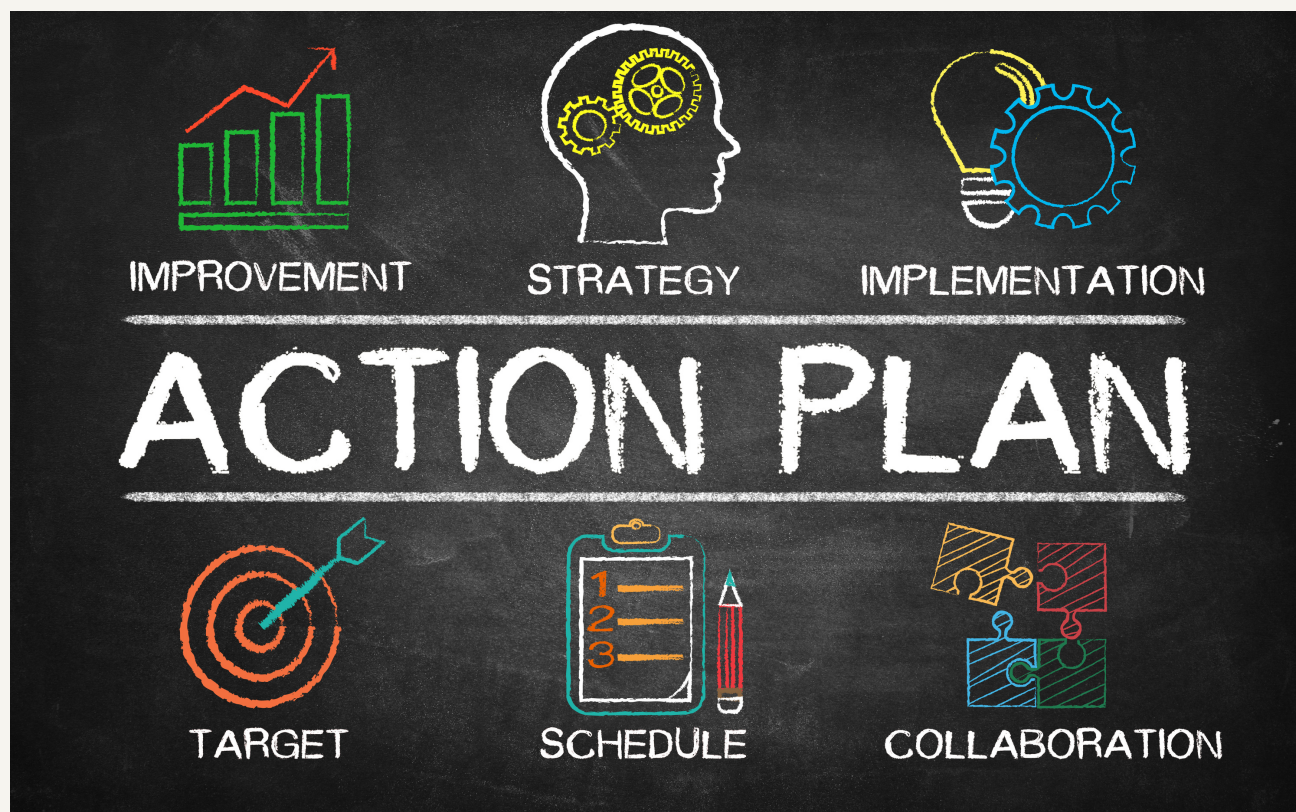 IMPROVEMENT
STRATEGY
IMPLEMENTATION
ACTION PLAN
1
2
3
TARGET
SCHEDULE
COLLABORATION